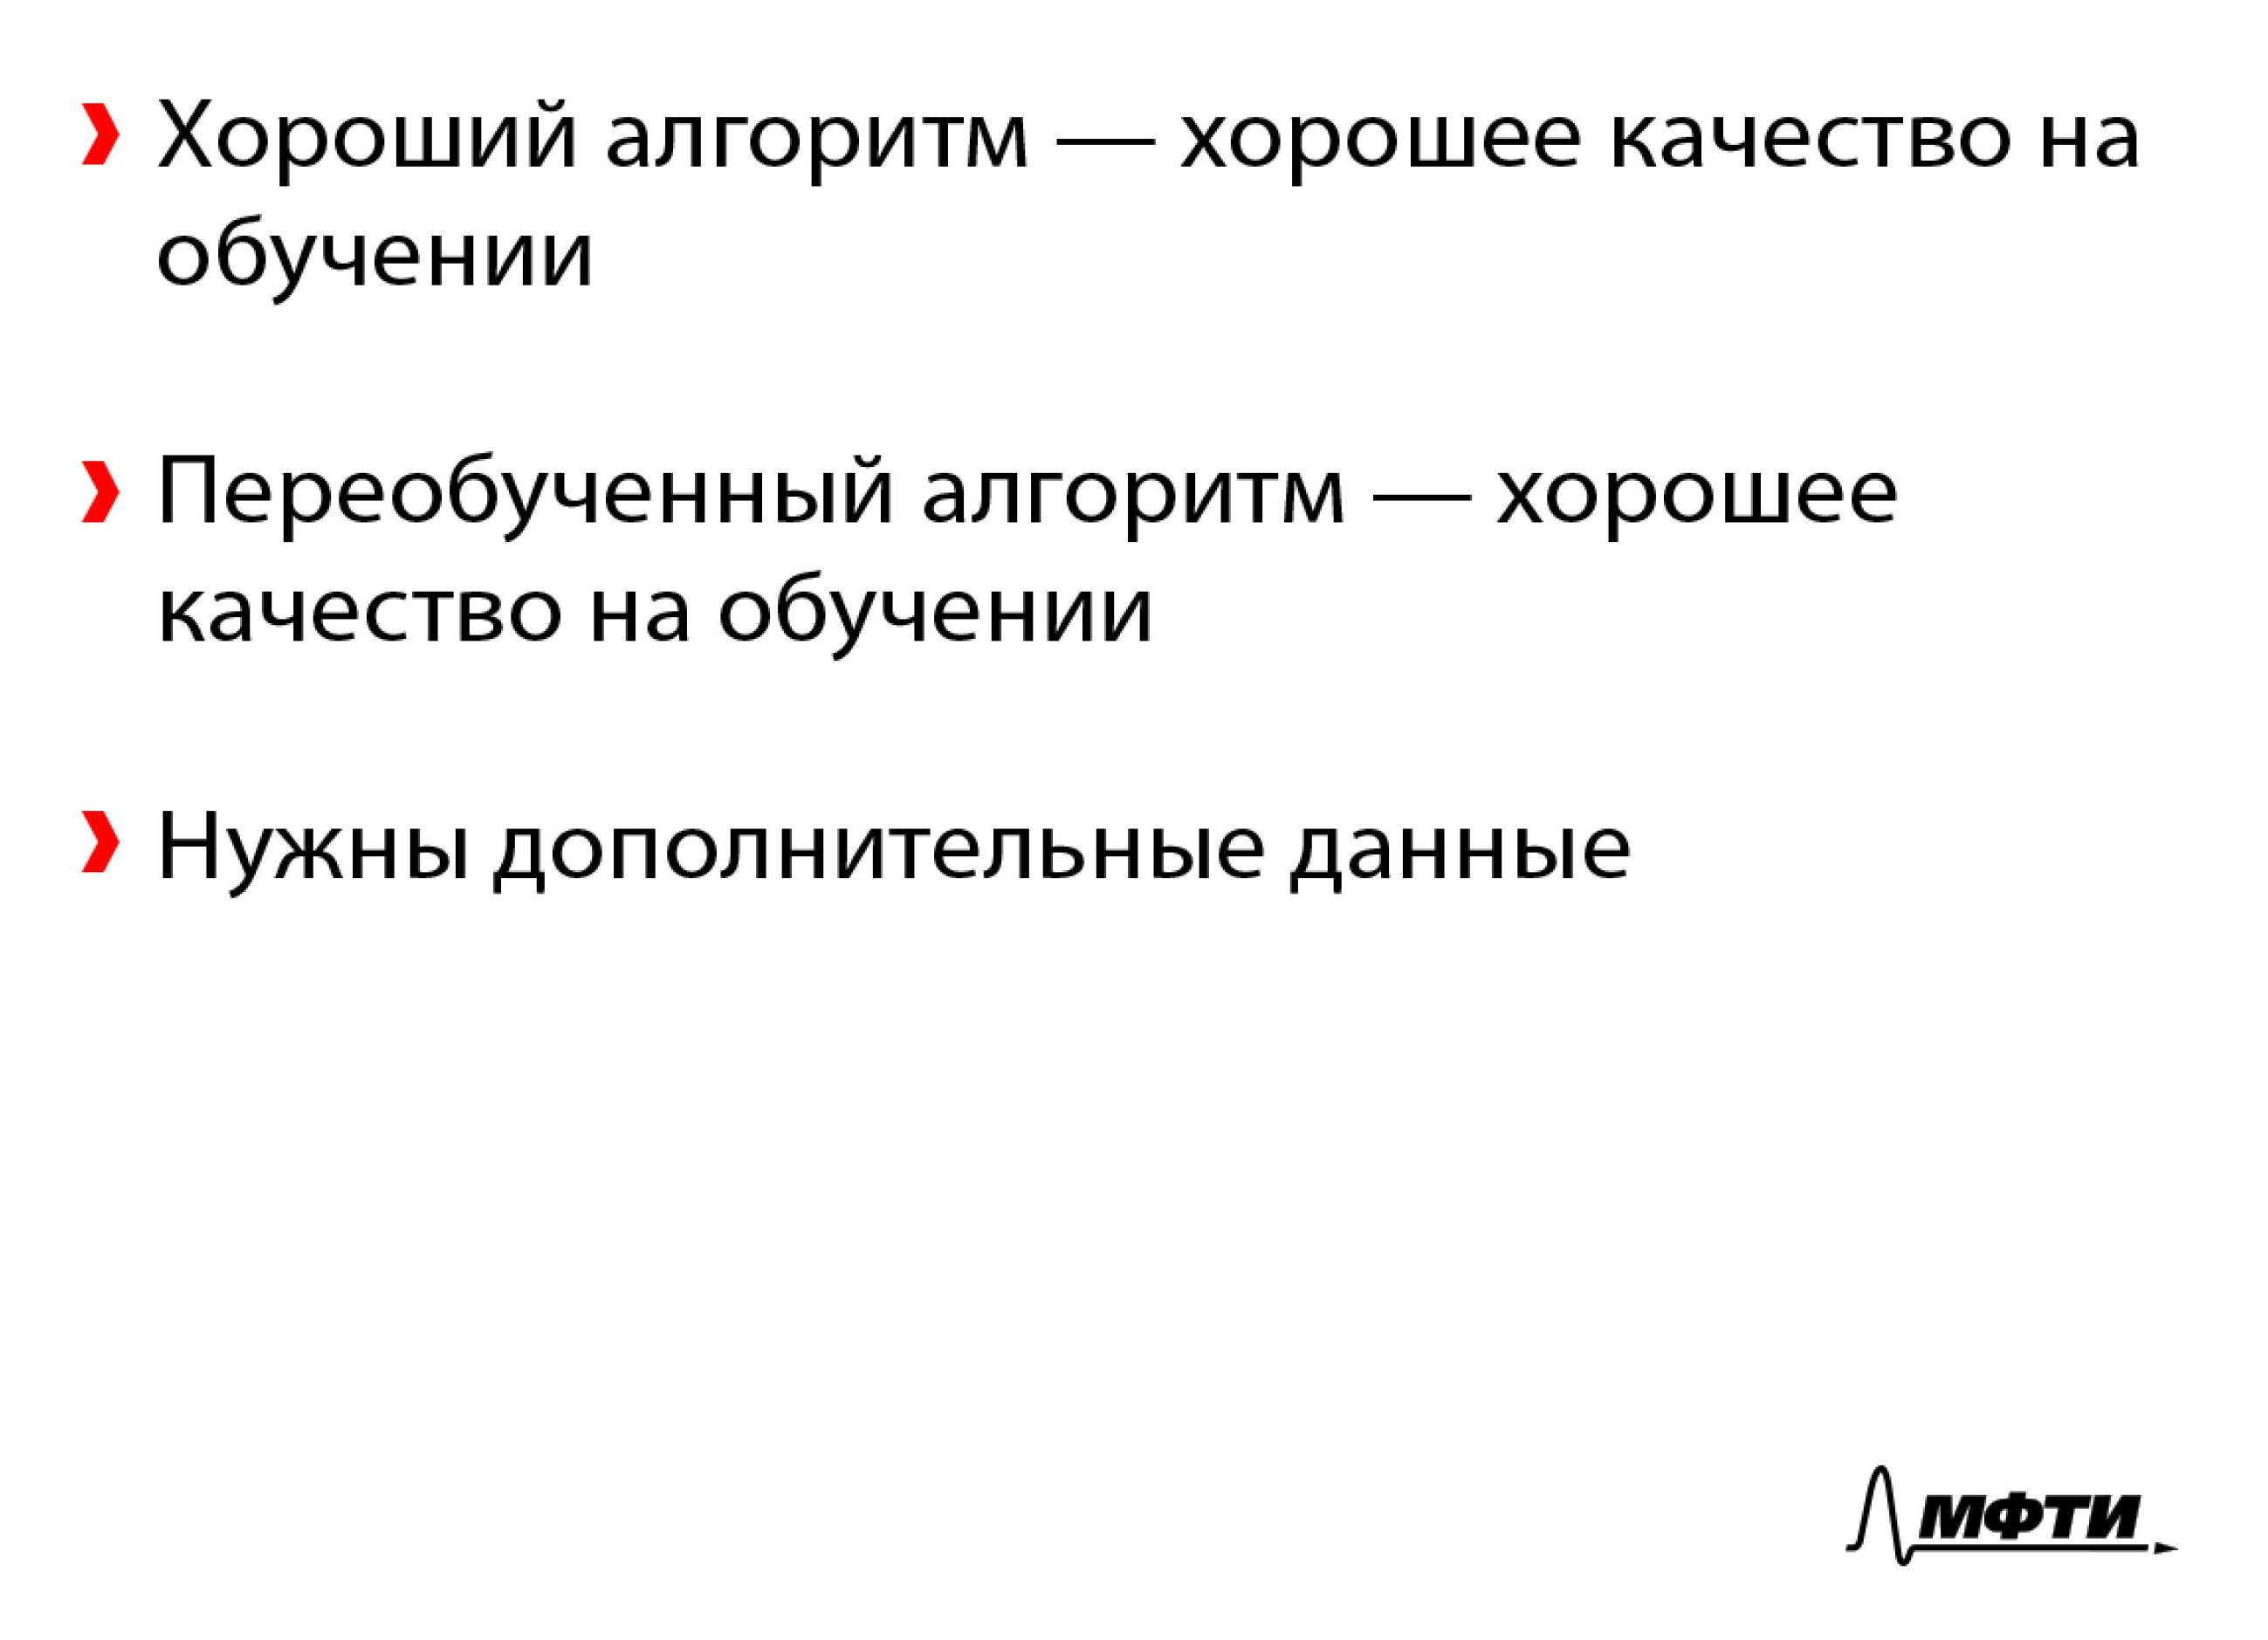 Хороший алгоритм — хорошее качество на
обучении
Переобученный алгоритм — хорошее
качество на обучении
Нужны дополнительные данные
МФТИ